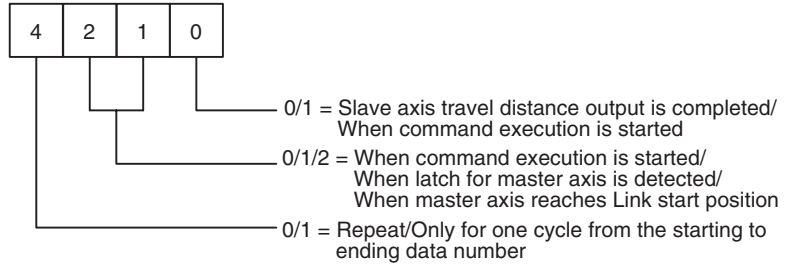 4 2 1 0
0/1 = Slave axis travel distance output is completed/
When command execution is started
0/1/2 = When command execution is started/
When latch for master axis is detected/
When master axis reaches Link start position
0/1 = Repeat/Only for one cycle from the starting to
ending data number